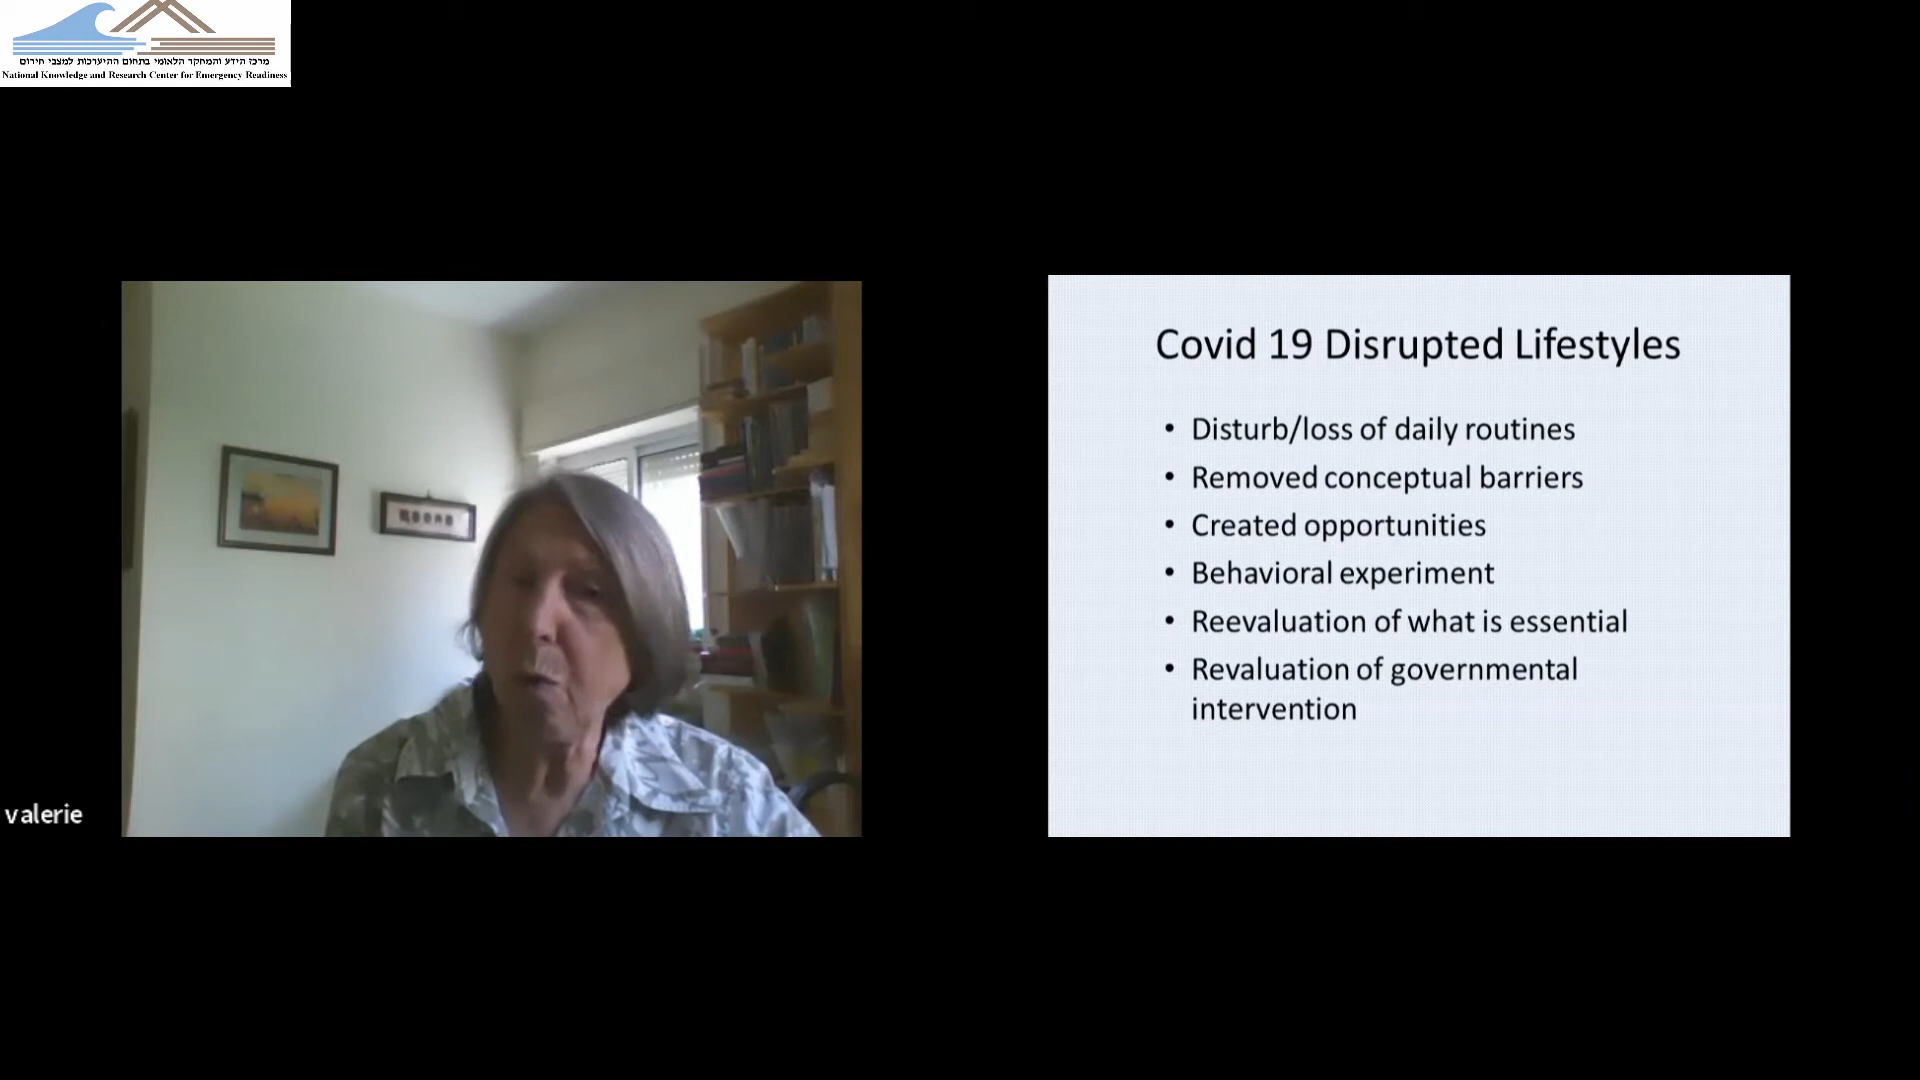 מרכז הידע והמחקר הלאומי בתחום ההיערכות למצבי חירום
National Knowledge and Research Center for Emergency Readiness
Covid 19 Disrupted Lifestyles
• Disturb/loss of daily routines
• Removed conceptual barriers
• Created opportunities
• Behavioral experiment
• Reevaluation of what is essential
• Revaluation of governmental
intervention
valerie